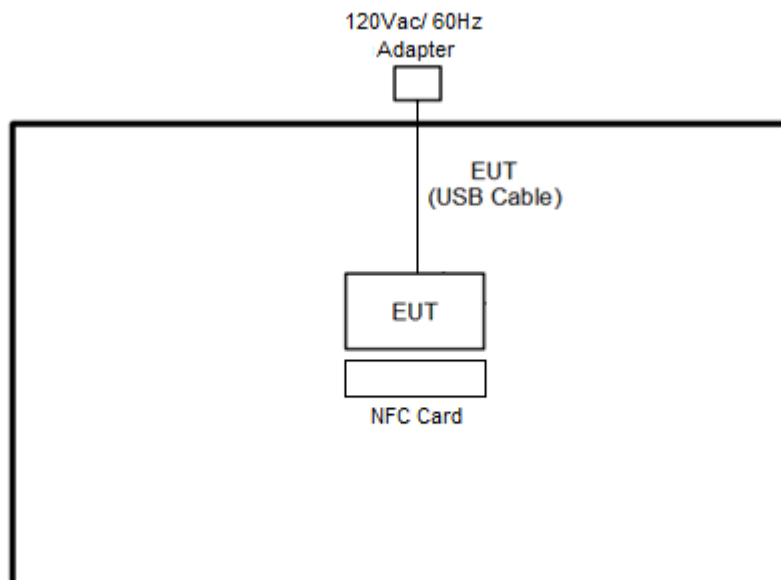 120Vac/ 60Hz
Adapter
EUT
(USB Cable)
EUT
NFC Card